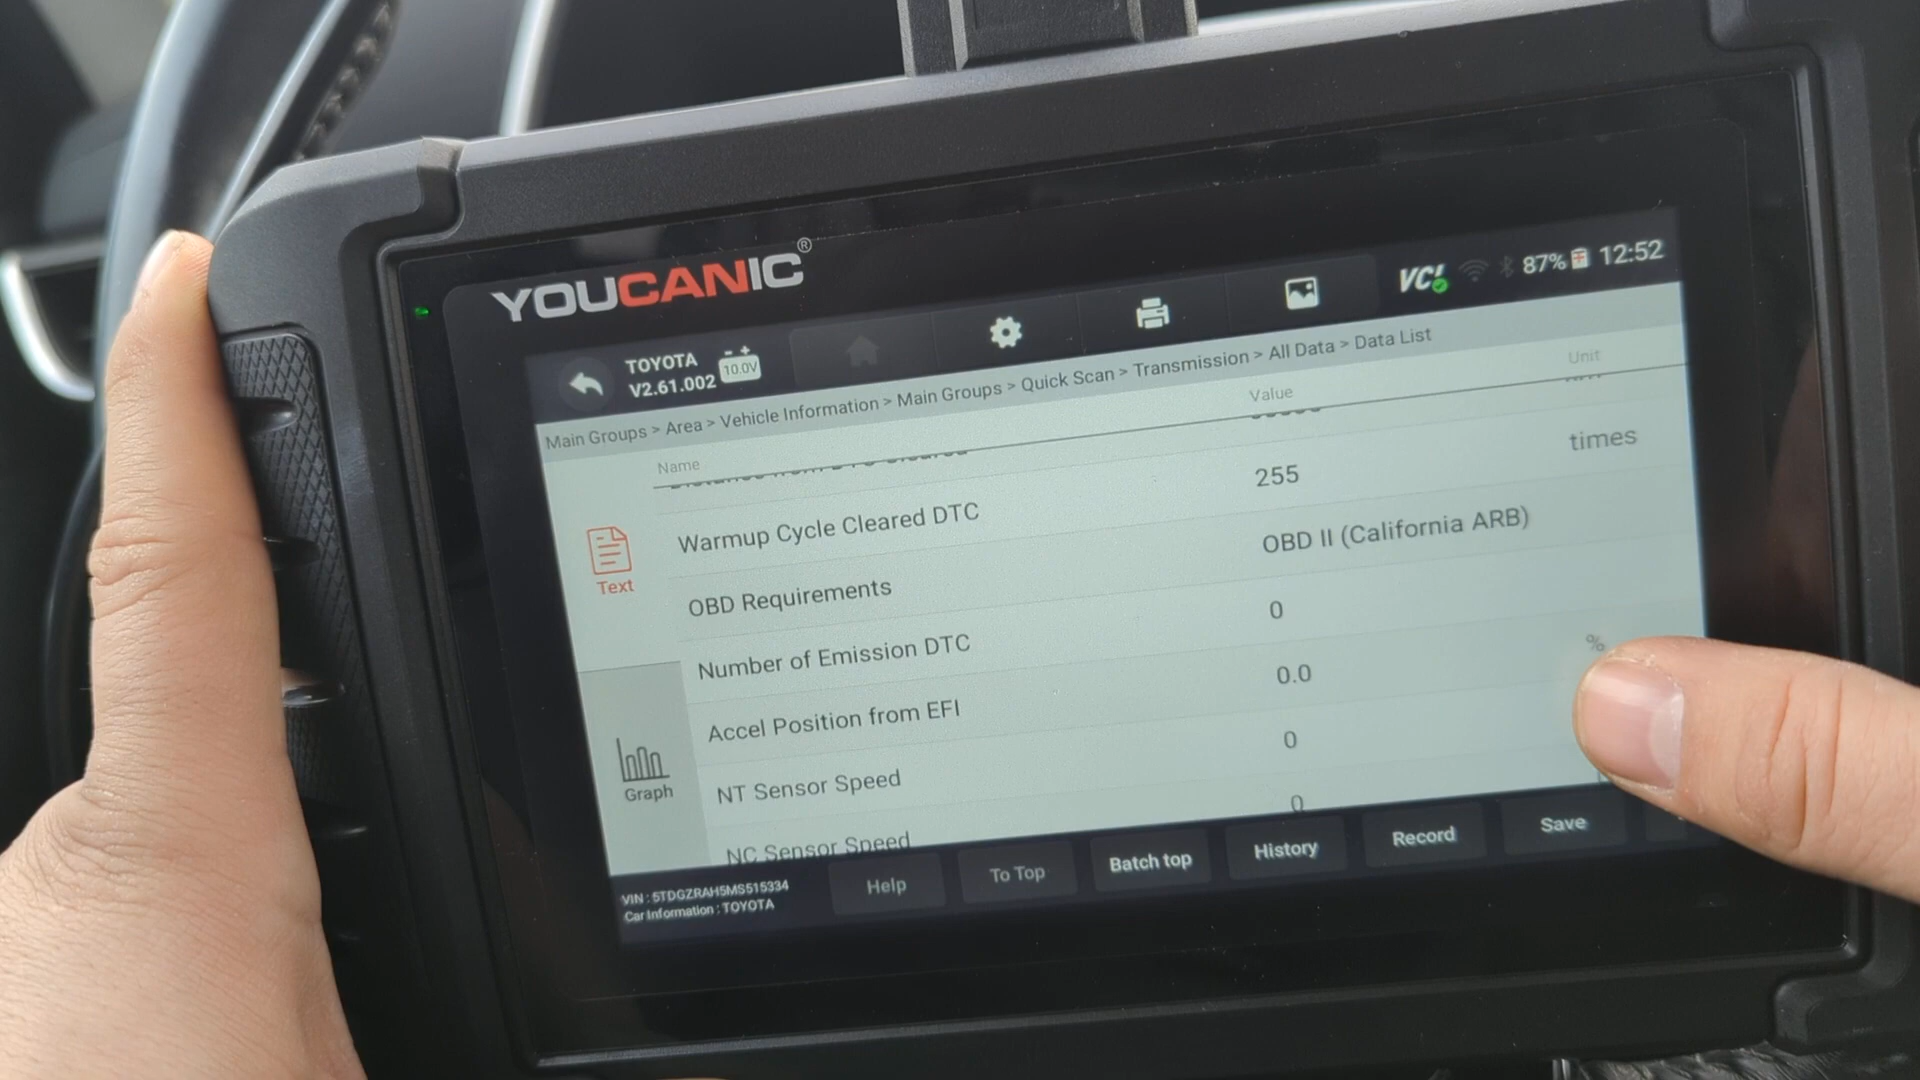 YOUCANIC®
TOYOTA
V2.61.002
10.0V
VCI
87%
12:52
Main Groups > Area > Vehicle Information > Main Groups > Quick Scan > Transmission > All Data > Data List
Name Value Unit
Warmup Cycle Cleared DTC 255 times
OBD Requirements OBD II (California ARB)
Number of Emission DTC 0
Accel Position from EFI 0.0 %
NT Sensor Speed 0
NC Sensor Speed 0
Text
Graph
VIN : 5TDGZRAH5MS515334
Car Information : TOYOTA
Help
To Top
Batch top
History
Record
Save